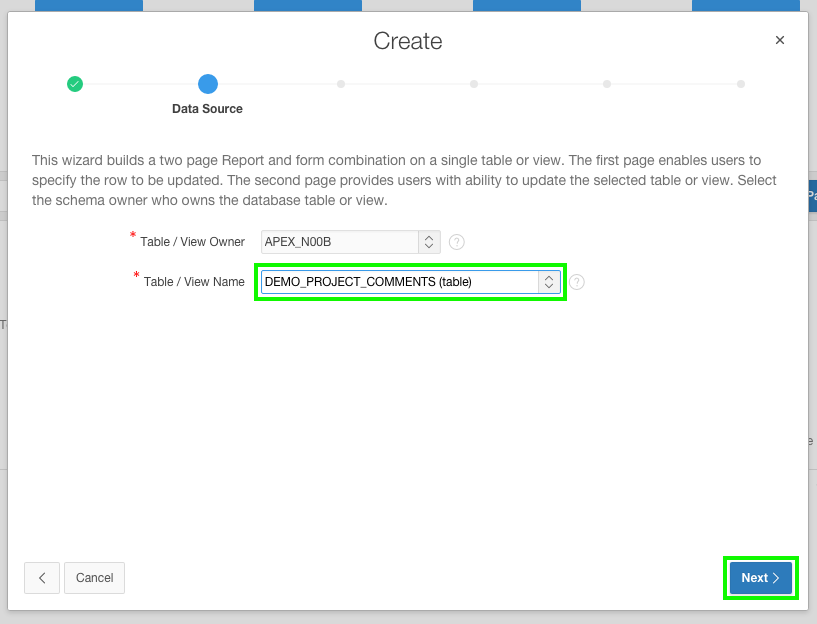 Create
×
Data Source
This wizard builds a two page Report and form combination on a single table or view. The first page enables users to
specify the row to be updated. The second page provides users with ability to update the selected table or view. Select
the schema owner who owns the database table or view.
* Table / View Owner APEX_N00B ?
* Table / View Name DEMO_PROJECT_COMMENTS (table) ?
Cancel
Next